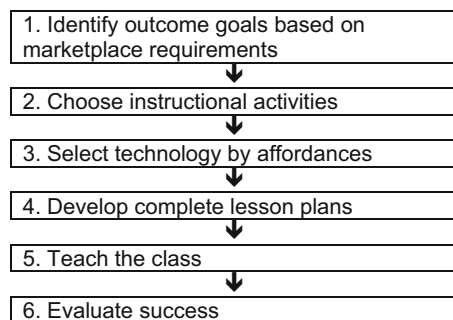 1. Identify outcome goals based on
marketplace requirements
2. Choose instructional activities
3. Select technology by affordances
4. Develop complete lesson plans
5. Teach the class
6. Evaluate success